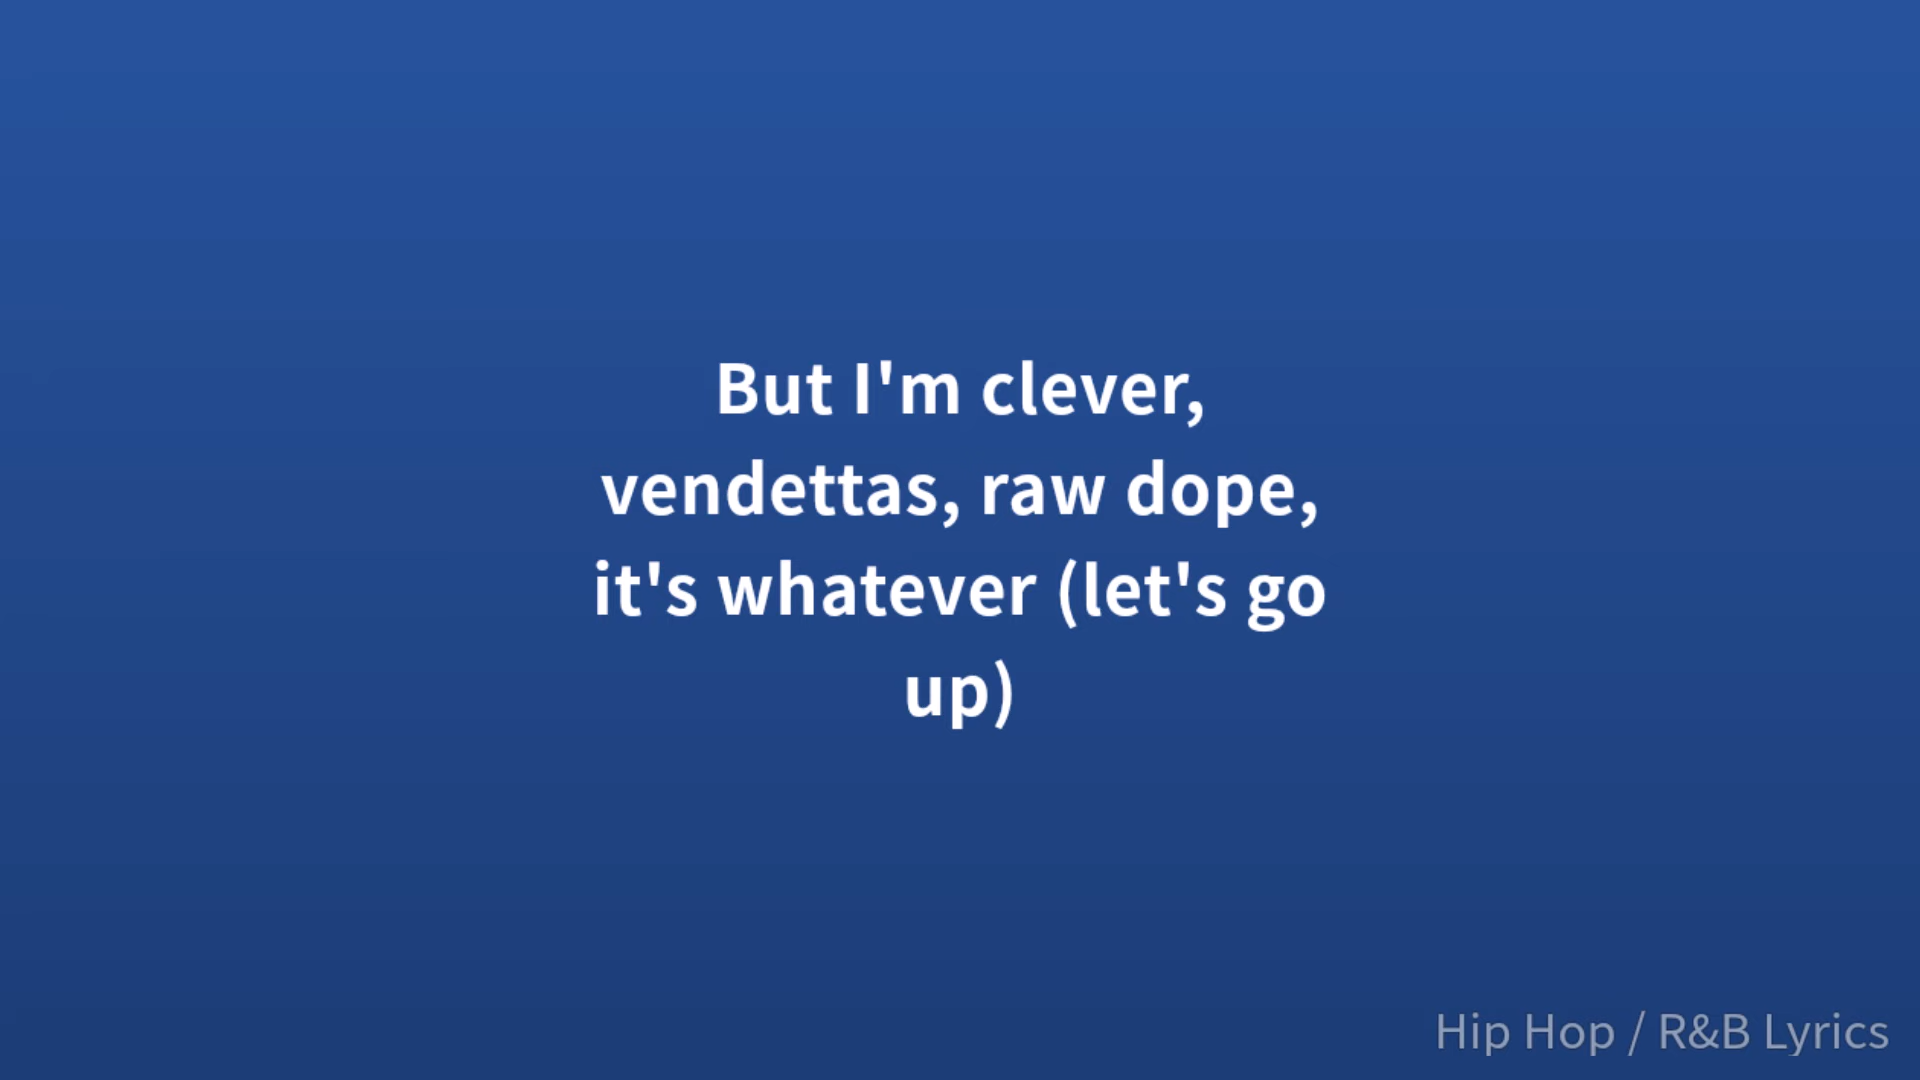 But I'm clever,
vendettas, raw dope,
it's whatever (let's go
up)
Hip Hop / R&B Lyrics